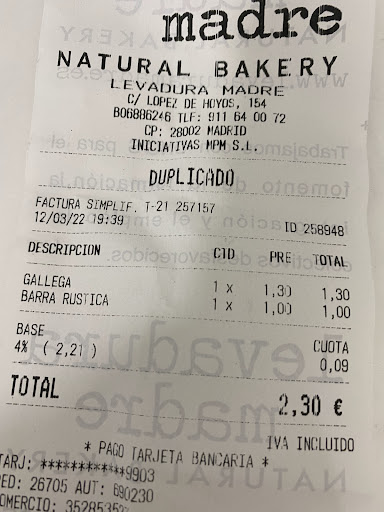 madre
NATURAL BAKERY
LEVADURA MADRE
C/ LOPEZ DE HOYOS, 154
B06886246 TLF: 911 64 00 72
CP: 28002 MADRID
INICIATIVAS MPM S.L.
DUPLICADO
FACTURA SIMPLIF. T-21 257157
12/03/22 19:39 ID 258948
DESCRIPCION CTD PRE TOTAL
GALLEGA 1 x 1,30 1,30
BARRA RUSTICA 1 x 1,00 1,00
BASE CUOTA
4% ( 2,21 ) 0,09
TOTAL 2,30 €
IVA INCLUIDO
* PAGO TARJETA BANCARIA *
TARJ: ************9903
RED: 26705 AUT: 690230
COMERCIO: